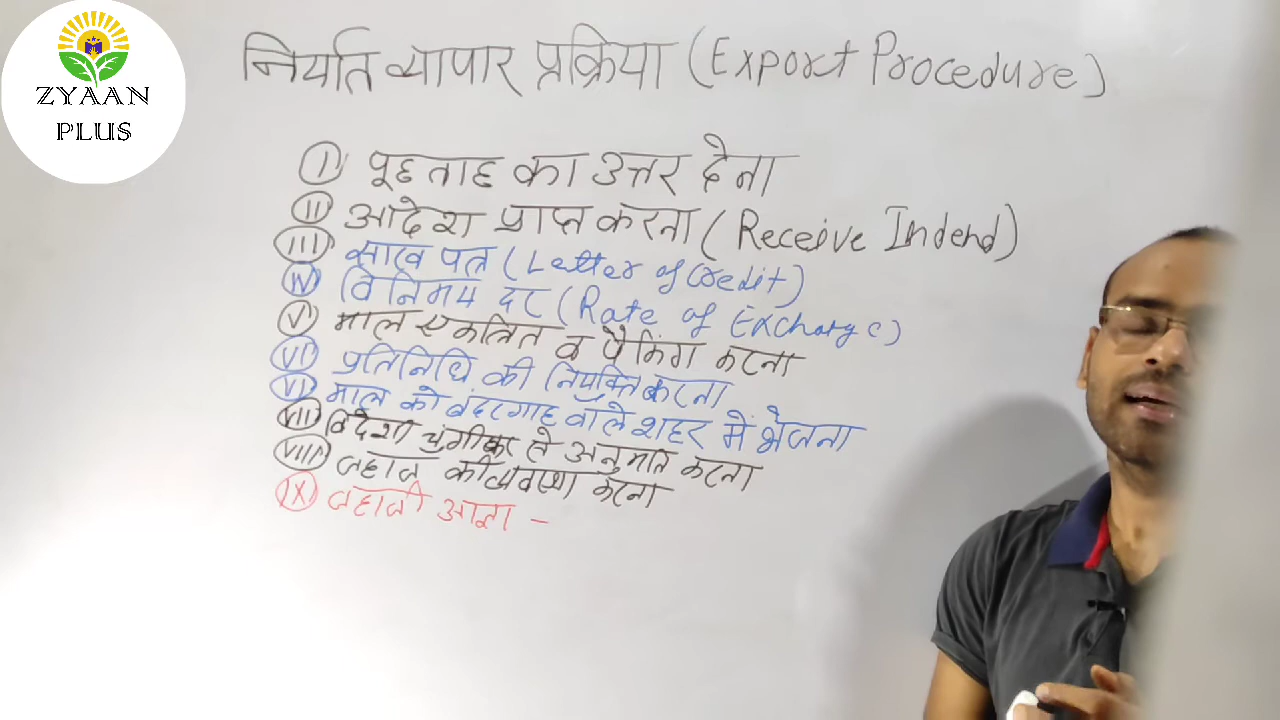 ZYAAN
PLUS
निर्यात व्यापार प्रक्रिया (Export Procedure)
I पूछताछ का उत्तर देना
II आदेश प्राप्त करना (Receive Indend)
III साख पत्र (Letter of Credit)
IV विनिमय दर (Rate of Exchange)
V माल एकत्रित व पैकिंग करना
VI प्रतिनिधि की नियुक्ति करना
VI माल को बंदरगाह वाले शहर में भेजना
VII विदेशी चुंगीकर से अनुमति करना
VIII जहाज की व्यवस्था करना
IX जहाजी आज्ञा -